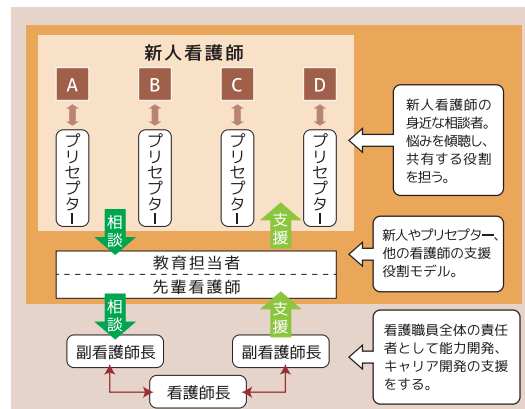 新人看護師
A
B
C
D
プリセプター
プリセプター
プリセプター
プリセプター
新人看護師の
身近な相談者。
悩みを傾聴し、
共有する役割
を担う。
相談
支援
教育担当者
先輩看護師
新人やプリセプター、
他の看護師の支援
役割モデル。
相談
支援
副看護師長
副看護師長
看護師長
看護職員全体の責任
者として能力開発、
キャリア開発の支援
をする。